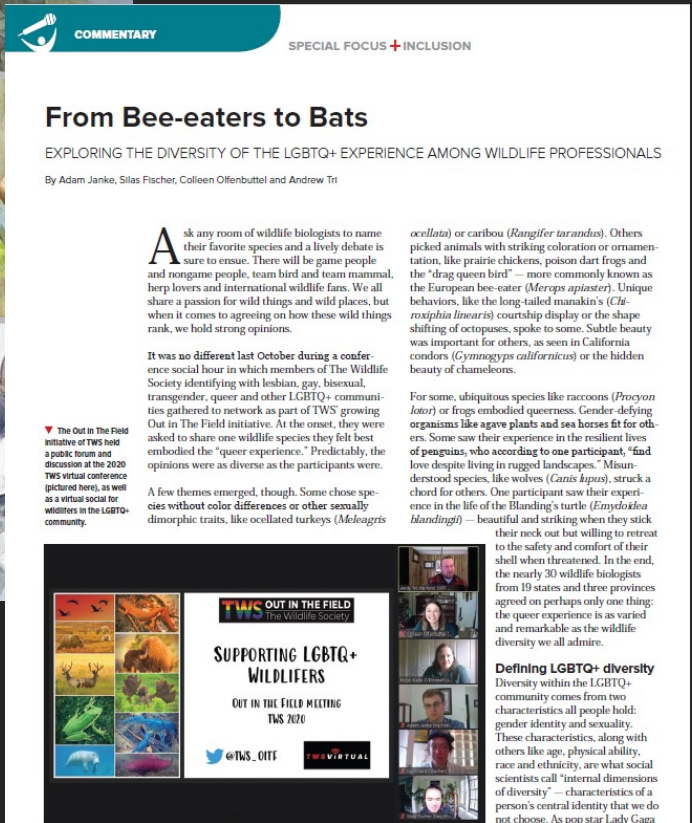 COMMENTARY
SPECIAL FOCUS + INCLUSION
From Bee-eaters to Bats
EXPLORING THE DIVERSITY OF THE LGBTQ+ EXPERIENCE AMONG WILDLIFE PROFESSIONALS
By Adam Janke, Silas Fischer, Colleen Olfenbuttel and Andrew Tri
Ask any room of wildlife biologists to name
their favorite species and a lively debate is
sure to ensue. There will be game people
and nongame people, team bird and team mammal,
herp lovers and international wildlife fans. We all
share a passion for wild things and wild places, but
when it comes to agreeing on how these wild things
rank, we hold strong opinions.
It was no different last October during a confer-
ence social hour in which members of The Wildlife
Society identifying with lesbian, gay, bisexual,
transgender, queer and other LGBTQ+ communi-
ties gathered to network as part of TWS' growing
Out in The Field initiative. At the onset, they were
asked to share one wildlife species they felt best
embodied the "queer experience." Predictably, the
opinions were as diverse as the participants were.
A few themes emerged, though. Some chose spe-
cies without color differences or other sexually
dimorphic traits, like ocellated turkeys (Meleagris
ocellata) or caribou (Rangifer tarandus). Others
picked animals with striking coloration or ornamen-
tation, like prairie chickens, poison dart frogs and
the "drag queen bird" — more commonly known as
the European bee-eater (Merops apiaster). Unique
behaviors, like the long-tailed manakin's (Chi-
roxiphia linearis) courtship display or the shape
shifting of octopuses, spoke to some. Subtle beauty
was important for others, as seen in California
condors (Gymnogyps californicus) or the hidden
beauty of chameleons.
For some, ubiquitous species like raccoons (Procyon
lotor) or frogs embodied queerness. Gender-defying
organisms like agave plants and sea horses fit for oth-
ers. Some saw their experience in the resilient lives
of penguins, who according to one participant, "find
love despite living in rugged landscapes." Misun-
derstood species, like wolves (Canis lupus), struck a
chord for others. One participant saw their experi-
ence in the life of the Blanding's turtle (Emydoidea
blandingii) — beautiful and striking when they stick
their neck out but willing to retreat
to the safety and comfort of their
shell when threatened. In the end,
the nearly 30 wildlife biologists
from 19 states and three provinces
agreed on perhaps only one thing:
the queer experience is as varied
and remarkable as the wildlife
diversity we all admire.
Defining LGBTQ+ diversity
Diversity within the LGBTQ+
community comes from two
characteristics all people hold:
gender identity and sexuality.
These characteristics, along with
others like age, physical ability,
race and ethnicity, are what social
scientists call "internal dimensions
of diversity" — characteristics of a
person's central identity that we do
not choose. As pop star Lady Gaga
▼ The Out in The Field
initiative of TWS held
a public forum and
discussion at the 2020
TWS virtual conference
(pictured here), as well
as a virtual social for
wildlifers in the LGBTQ+
community.
TWS OUT IN THE FIELD
The Wildlife Society
SUPPORTING LGBTQ+
WILDLIFERS
OUT IN THE FIELD MEETING
TWS 2020
@TWS_OITF
TWSVIRTUAL